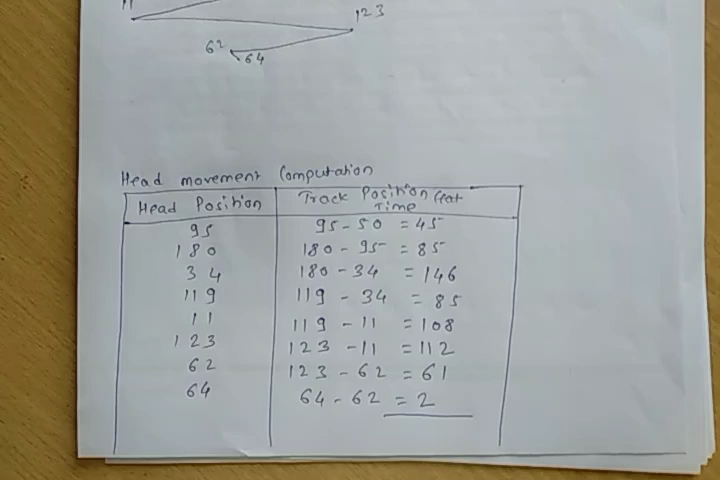 11
123
62
64
Head movement Computation
Head Position Track Position Seat Time
95 95-50 = 45
180 180-95 = 85
34 180-34 = 146
119 119-34 = 85
11 119-11 = 108
123 123-11 = 112
62 123-62 = 61
64 64-62 = 2